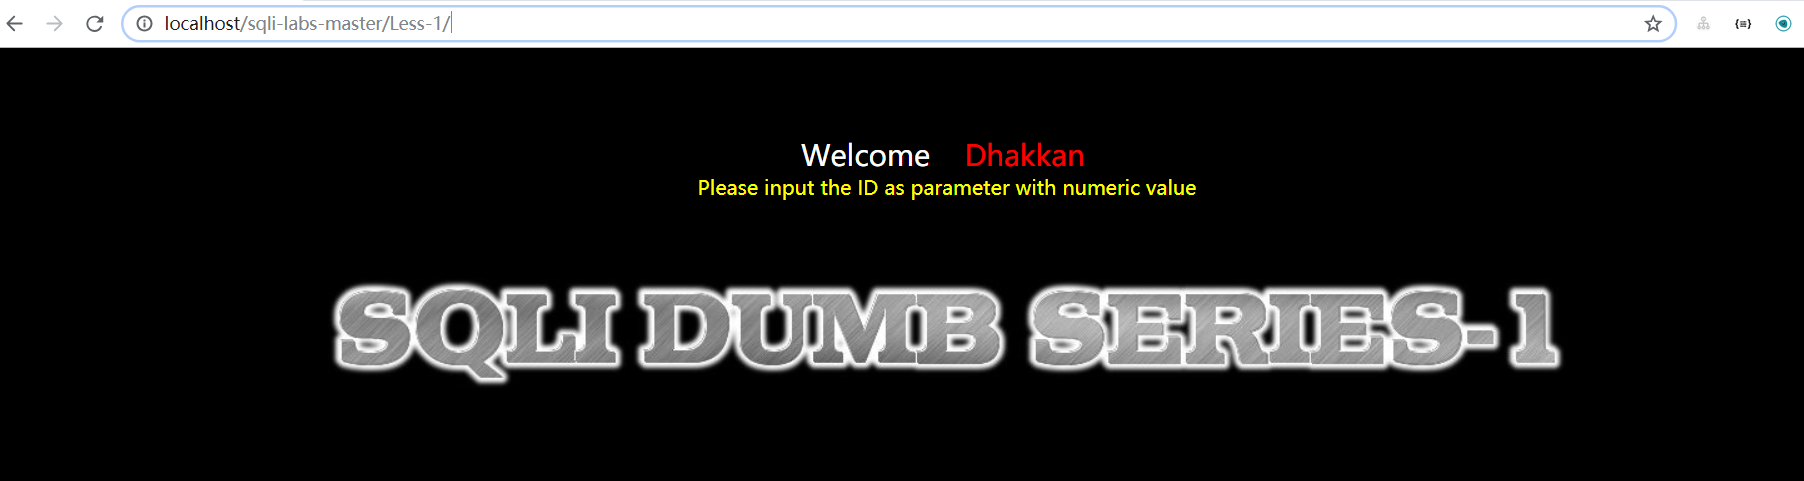 localhost/sqli-labs-master/Less-1/
Welcome Dhakkan
Please input the ID as parameter with numeric value
SQLI DUMB SERIES-1